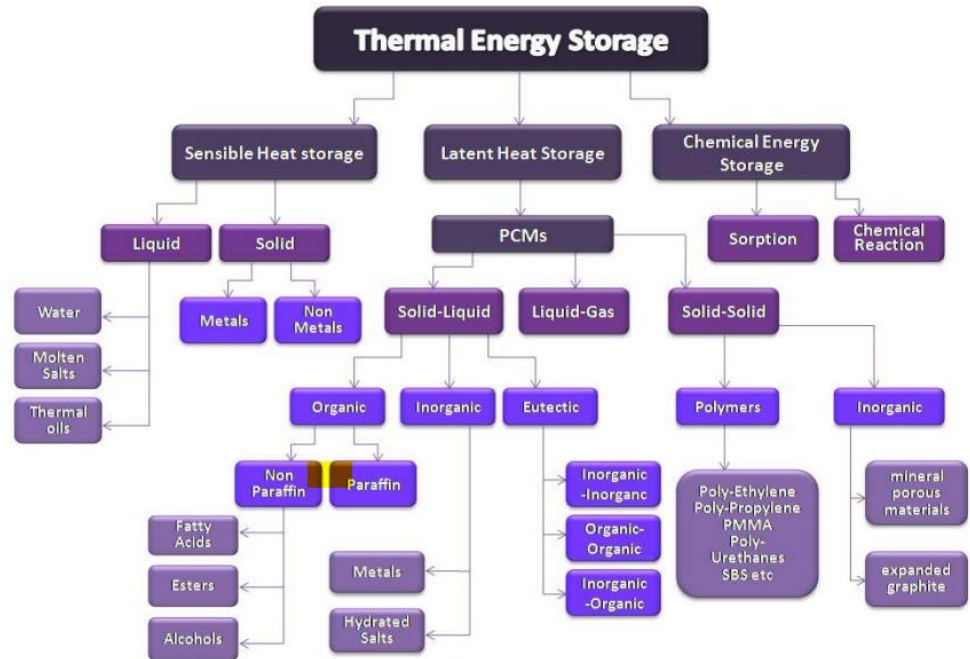 Thermal Energy Storage
Sensible Heat storage
Latent Heat Storage
Chemical Energy
Storage
Liquid
Solid
PCMs
Sorption
Chemical
Reaction
Water
Molten
Salts
Thermal
oils
Metals
Non
Metals
Solid-Liquid
Liquid-Gas
Solid-Solid
Organic
Inorganic
Eutectic
Polymers
Inorganic
Non
Paraffin
Paraffin
Fatty
Acids
Esters
Alcohols
Metals
Hydrated
Salts
Inorganic
-Inorganc
Organic-
Organic
Inorganic
-Organic
Poly-Ethylene
Poly-Propylene
PMMA
Poly-
Urethanes
SBS etc
mineral
porous
materials
expanded
graphite